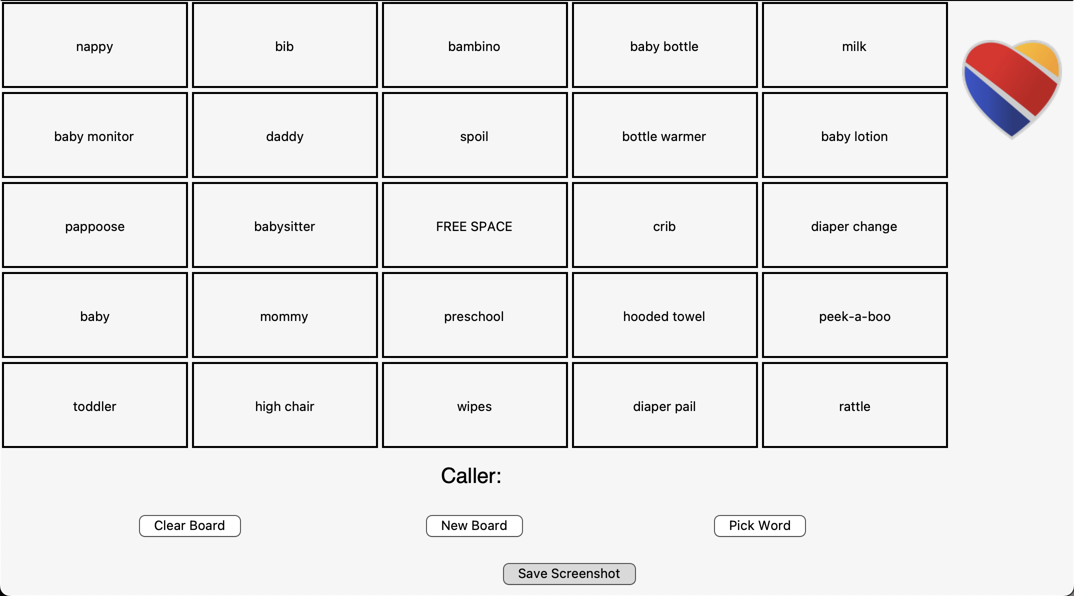 nappy
bib
bambino
baby bottle
milk
baby monitor
daddy
spoil
bottle warmer
baby lotion
pappoose
babysitter
FREE SPACE
crib
diaper change
baby
mommy
preschool
hooded towel
peek-a-boo
toddler
high chair
wipes
diaper pail
rattle
Caller:
Clear Board
New Board
Pick Word
Save Screenshot